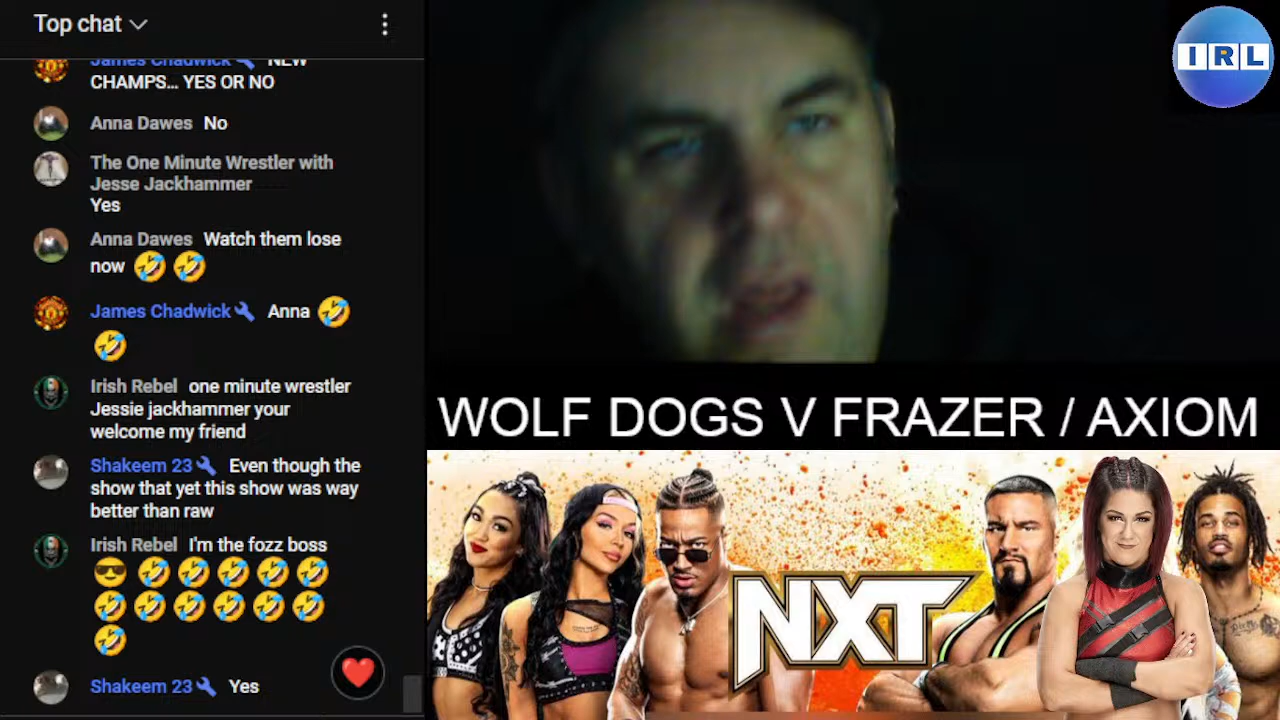 Top chat
James Chadwick NEW
CHAMPS... YES OR NO
Anna Dawes No
The One Minute Wrestler with
Jesse Jackhammer
Yes
Anna Dawes Watch them lose
now
James Chadwick Anna
Irish Rebel one minute wrestler
Jessie jackhammer your
welcome my friend
Shakeem 23 Even though the
show that yet this show was way
better than raw
Irish Rebel I'm the fozz boss
Shakeem 23 Yes
IRL
WOLF DOGS V FRAZER / AXIOM
NXT